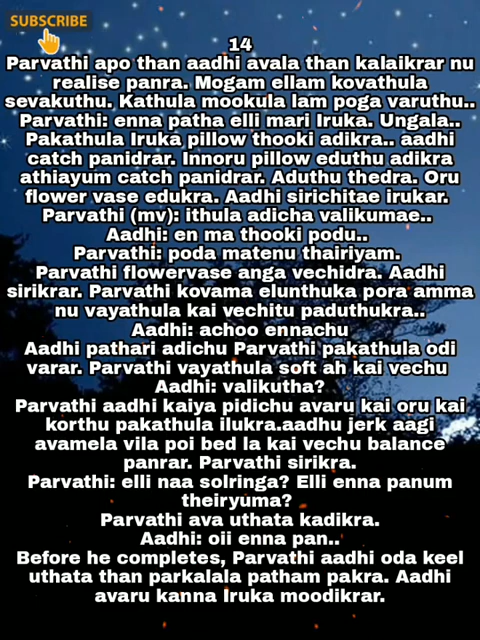 SUBSCRIBE
14
Parvathi apo than aadhi avala than kalaikrar nu
realise panra. Mogam ellam kovathula
sevakuthu. Kathula mookula lam poga varuthu..
Parvathi: enna patha elli mari Iruka. Ungala..
Pakathula Iruka pillow thooki adikra.. aadhi
catch panidrar. Innoru pillow eduthu adikra
athiayum catch panidrar. Aduthu thedra. Oru
flower vase edukra. Aadhi sirichitae irukar.
Parvathi (mv): ithula adicha valikumae..
Aadhi: en ma thooki podu..
Parvathi: poda matenu thairiyam.
Parvathi flowervase anga vechidra. Aadhi
sirikrar. Parvathi kovama elunthuka pora amma
nu vayathula kai vechitu paduthukra..
Aadhi: achoo ennachu
Aadhi pathari adichu Parvathi pakathula odi
varar. Parvathi vayathula soft ah kai vechu
Aadhi: valikutha?
Parvathi aadhi kaiya pidichu avaru kai oru kai
korthu pakathula ilukra.aadhu jerk aagi
avamela vila poi bed la kai vechu balance
panrar. Parvathi sirikra.
Parvathi: elli naa solringa? Elli enna panum
theiryuma?
Parvathi ava uthata kadikra.
Aadhi: oii enna pan..
Before he completes, Parvathi aadhi oda keel
uthata than parkalala patham pakra. Aadhi
avaru kanna Iruka moodikrar.